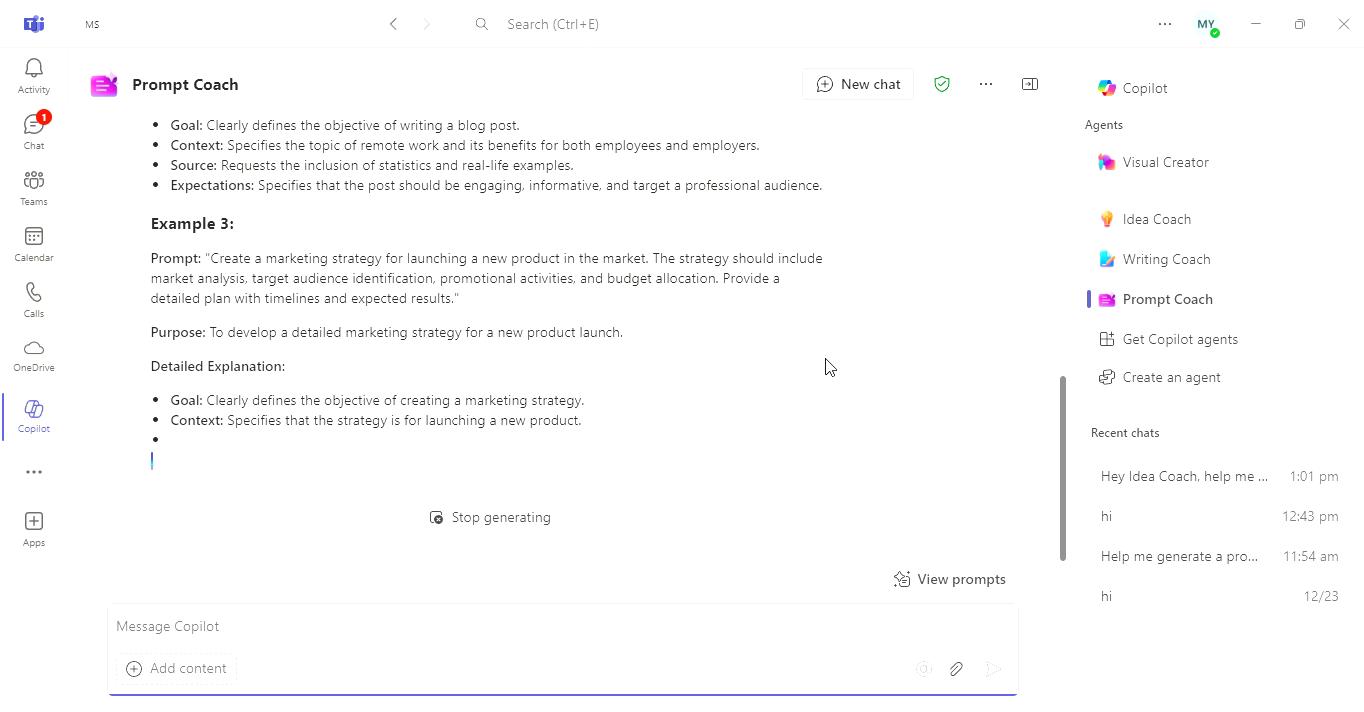 MS
Search (Ctrl+E)
MY
Activity
1
Chat
Teams
Calendar
Calls
OneDrive
Copilot
Apps
Prompt Coach
New chat
• Goal: Clearly defines the objective of writing a blog post.
• Context: Specifies the topic of remote work and its benefits for both employees and employers.
• Source: Requests the inclusion of statistics and real-life examples.
• Expectations: Specifies that the post should be engaging, informative, and target a professional audience.
Example 3:
Prompt: "Create a marketing strategy for launching a new product in the market. The strategy should include
market analysis, target audience identification, promotional activities, and budget allocation. Provide a
detailed plan with timelines and expected results."
Purpose: To develop a detailed marketing strategy for a new product launch.
Detailed Explanation:
• Goal: Clearly defines the objective of creating a marketing strategy.
• Context: Specifies that the strategy is for launching a new product.
•
Stop generating
View prompts
Message Copilot
Add content
Copilot
Agents
Visual Creator
Idea Coach
Writing Coach
Prompt Coach
Get Copilot agents
Create an agent
Recent chats
Hey Idea Coach, help me ... 1:01 pm
hi 12:43 pm
Help me generate a pro... 11:54 am
hi 12/23